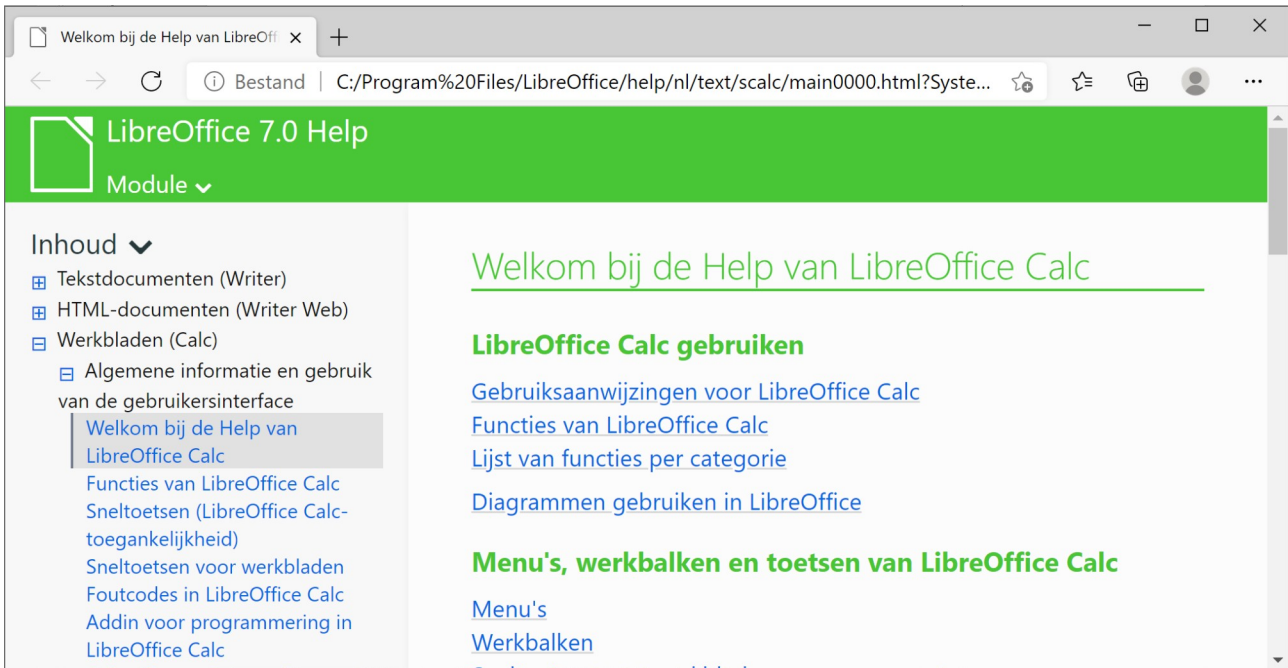 Welkom bij de Help van LibreOff
Bestand | C:/Program%20Files/LibreOffice/help/nl/text/scalc/main0000.html?Syste...
LibreOffice 7.0 Help
Module
Inhoud
Tekstdocumenten (Writer)
HTML-documenten (Writer Web)
Werkbladen (Calc)
Algemene informatie en gebruik
van de gebruikersinterface
Welkom bij de Help van
LibreOffice Calc
Functies van LibreOffice Calc
Sneltoetsen (LibreOffice Calc-
toegankelijkheid)
Sneltoetsen voor werkbladen
Foutcodes in LibreOffice Calc
Addin voor programmering in
LibreOffice Calc
Welkom bij de Help van LibreOffice Calc
LibreOffice Calc gebruiken
Gebruiksaanwijzingen voor LibreOffice Calc
Functies van LibreOffice Calc
Lijst van functies per categorie
Diagrammen gebruiken in LibreOffice
Menu's, werkbalken en toetsen van LibreOffice Calc
Menu's
Werkbalken